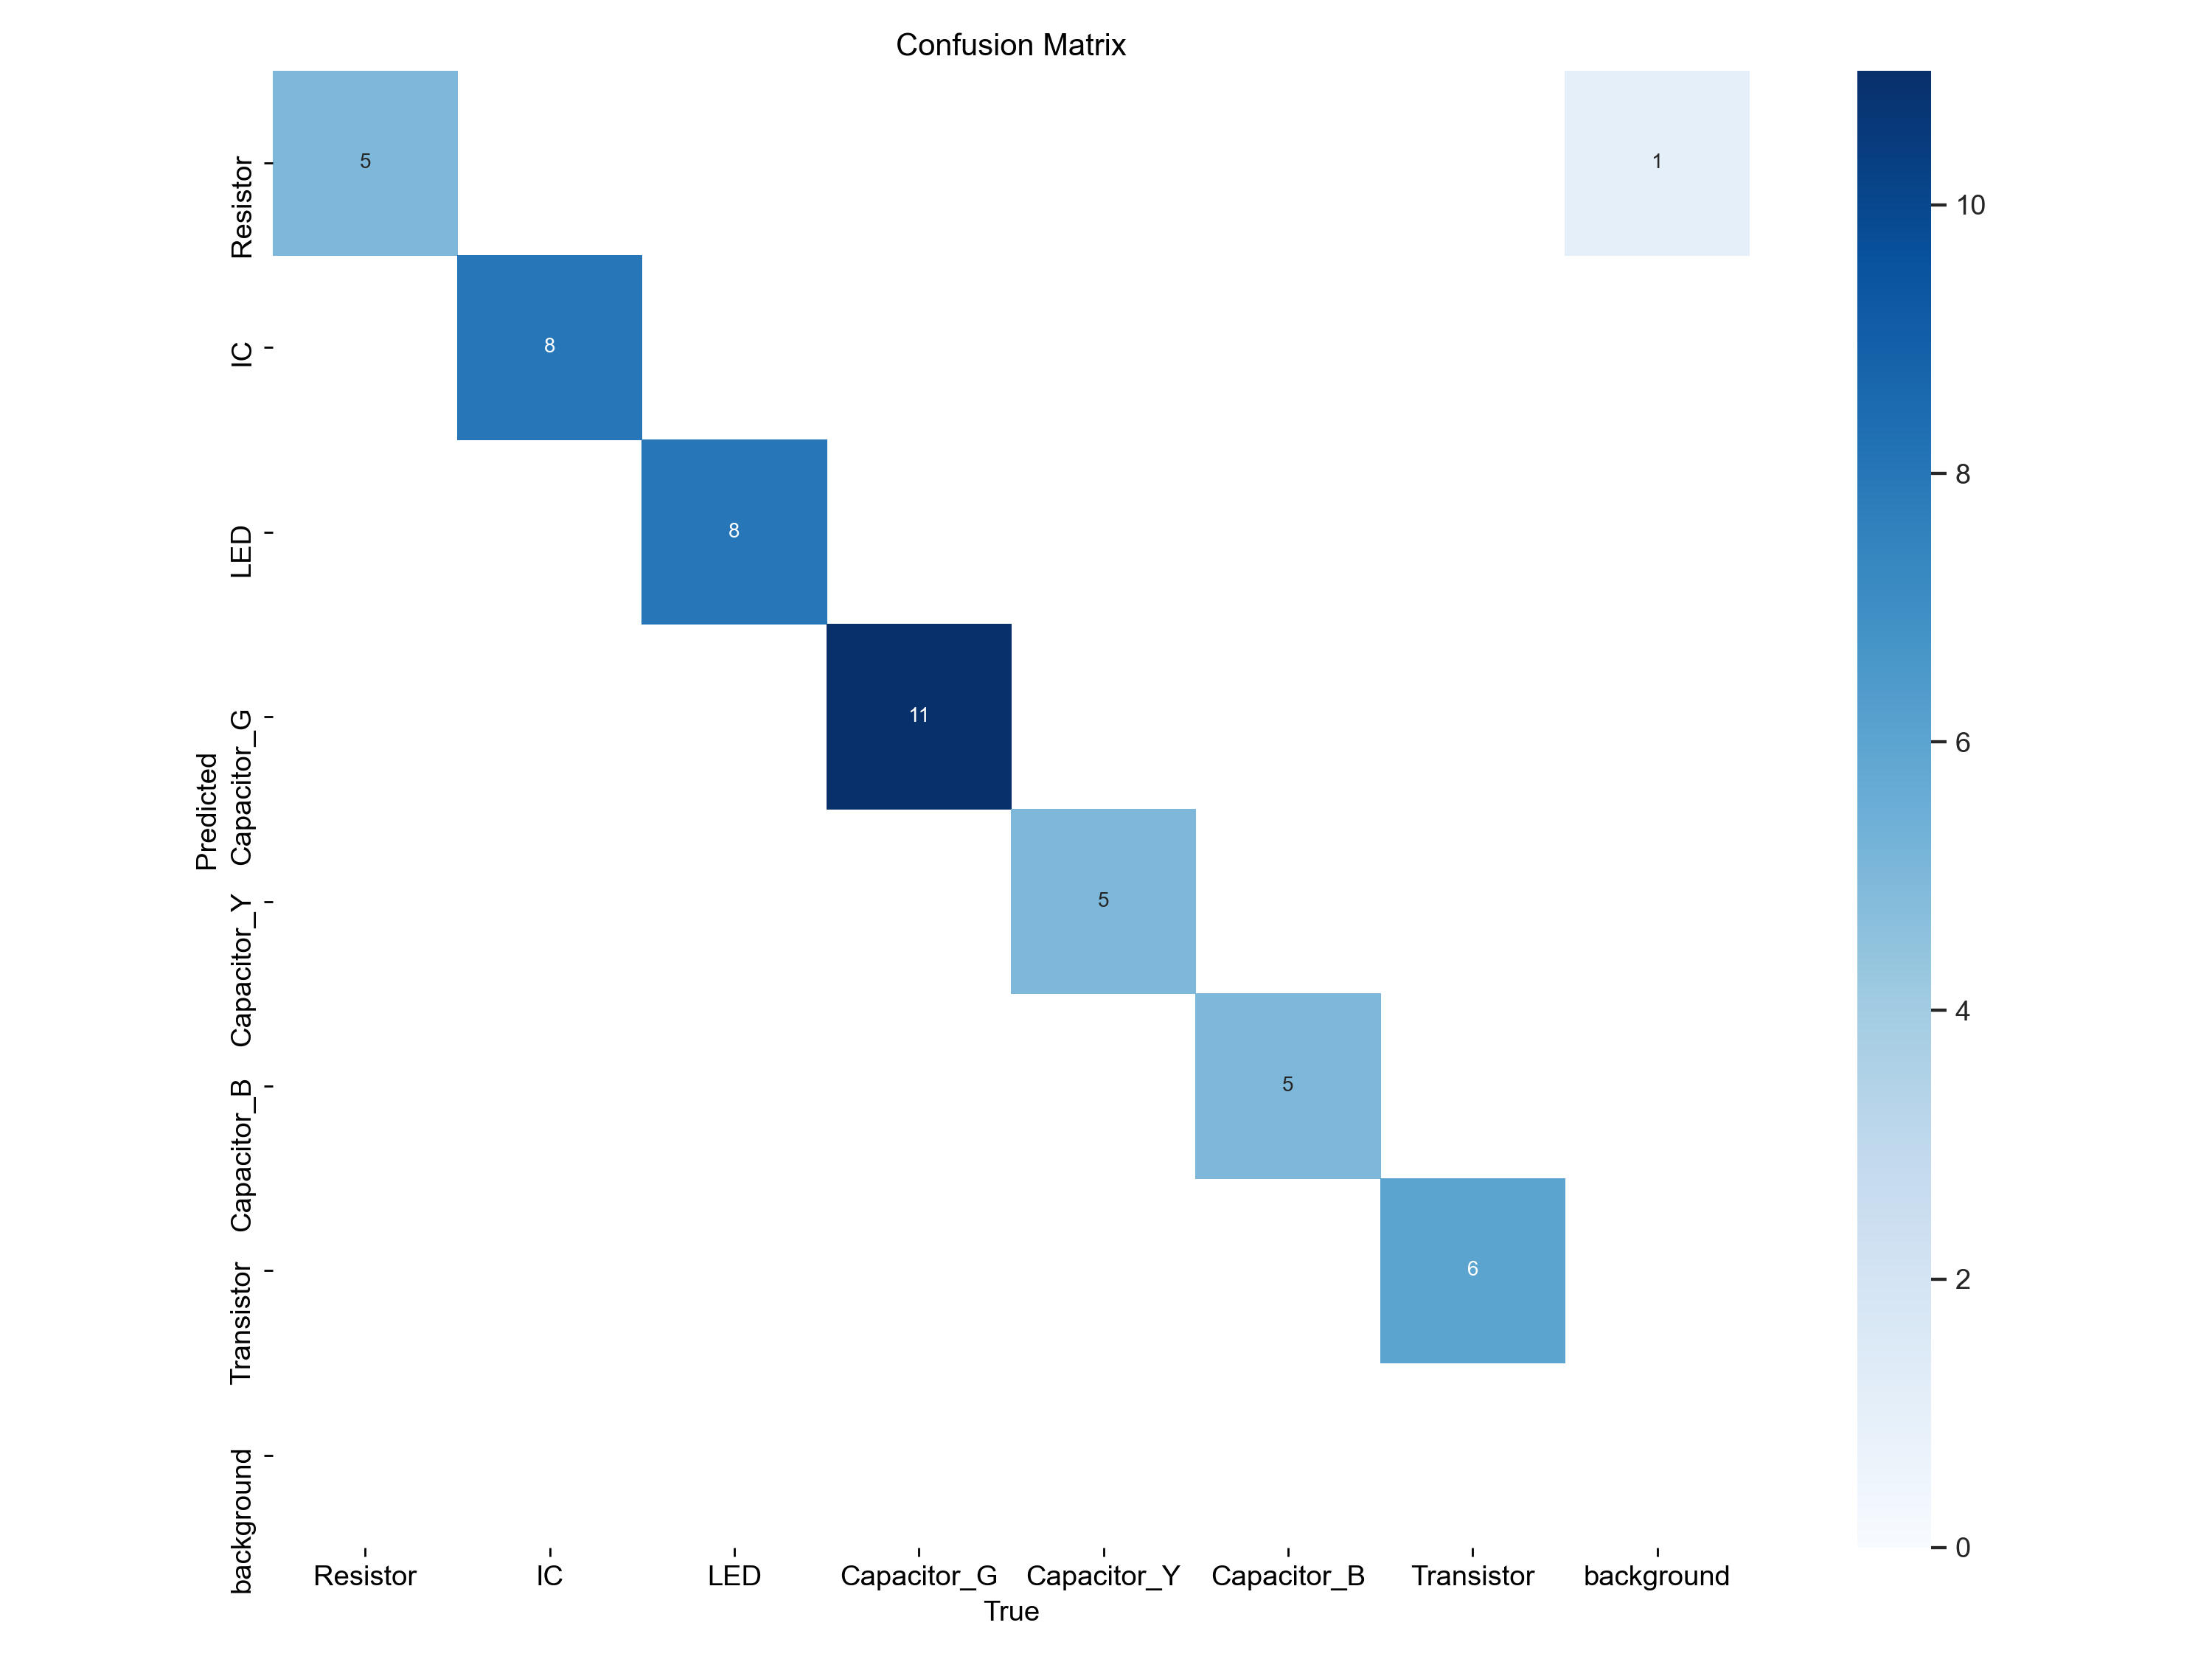 Confusion Matrix
Predicted
Resistor
5
1
IC
8
LED
8
Capacitor_G
11
Capacitor_Y
5
Capacitor_B
5
Transistor
6
background
Resistor IC LED Capacitor_G Capacitor_Y Capacitor_B Transistor background
True
10
8
6
4
2
0